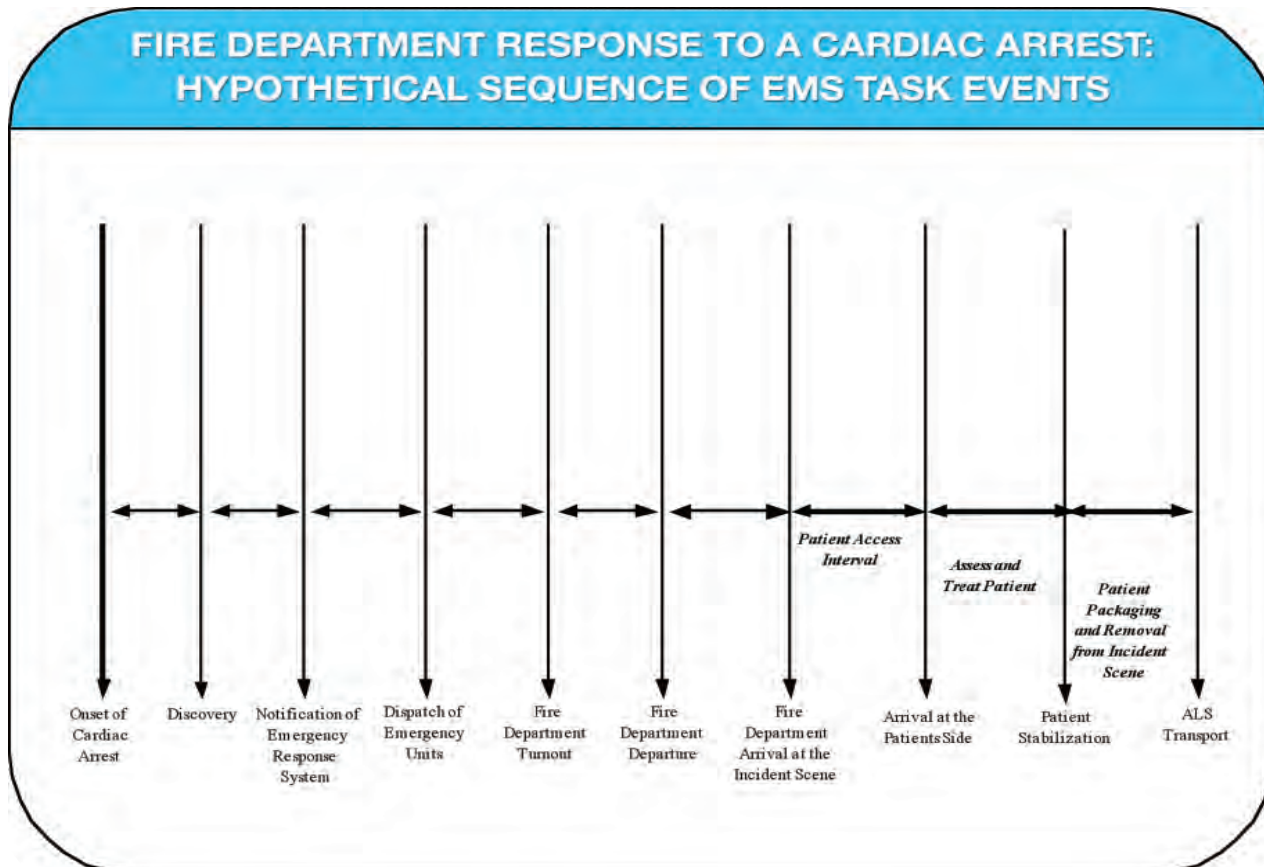 FIRE DEPARTMENT RESPONSE TO A CARDIAC ARREST:
HYPOTHETICAL SEQUENCE OF EMS TASK EVENTS
Patient Access
Interval
Assess and
Treat Patient
Patient
Packaging
and Removal
from Incident
Scene
Onset of
Cardiac
Arrest
Discovery
Notification of
Emergency
Response
System
Dispatch of
Emergency
Units
Fire
Department
Turnout
Fire
Department
Departure
Fire
Department
Arrival at the
Incident Scene
Arrival at the
Patients Side
Patient
Stabilization
ALS
Transport